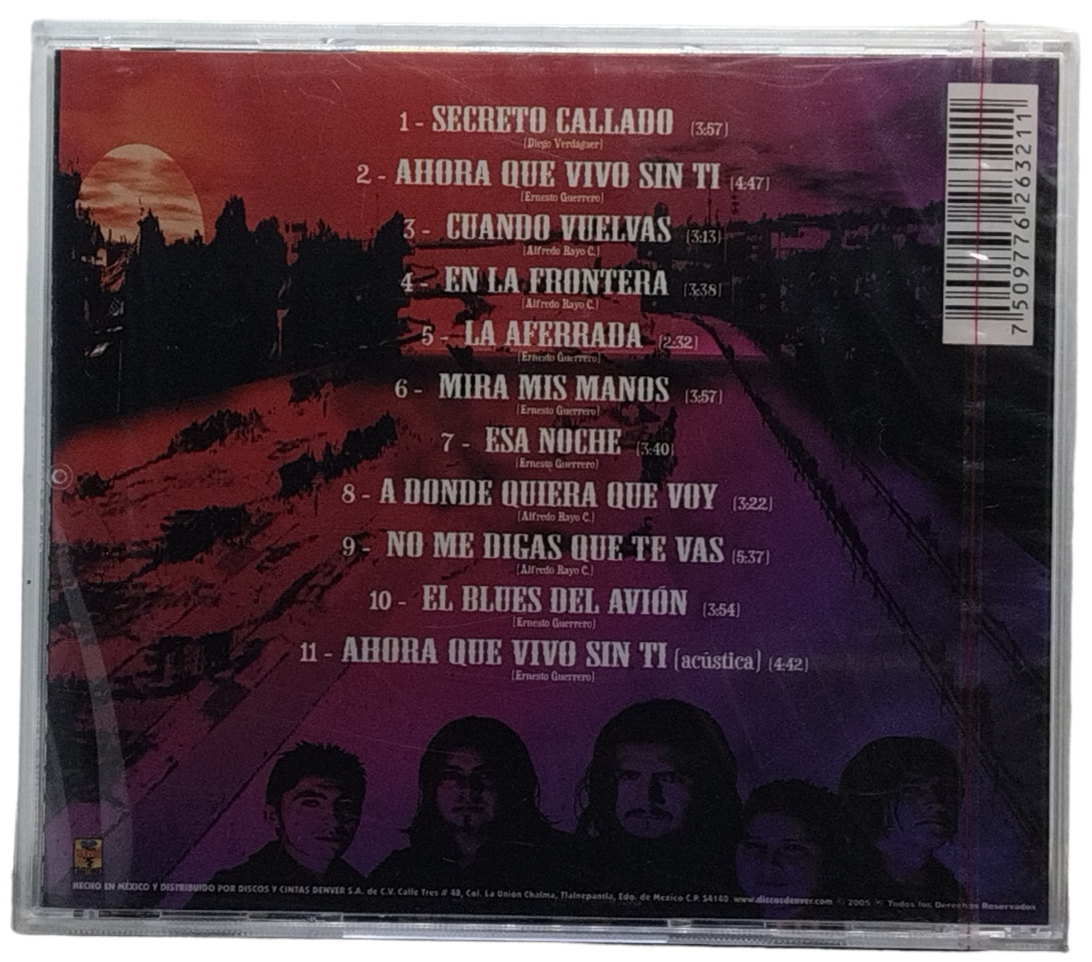 1 - SECRETO CALLADO (3:57)
(Diego Verdaguer)
2 - AHORA QUE VIVO SIN TI (4:47)
(Ernesto Guerrero)
3 - CUANDO VUELVAS (3:13)
(Alfredo Rayo C.)
4 - EN LA FRONTERA (3:38)
(Alfredo Rayo C.)
5 - LA AFERRADA (2:32)
(Ernesto Guerrero)
6 - MIRA MIS MANOS (3:57)
(Ernesto Guerrero)
7 - ESA NOCHE (3:40)
(Ernesto Guerrero)
8 - A DONDE QUIERA QUE VOY (3:22)
(Alfredo Rayo C.)
9 - NO ME DIGAS QUE TE VAS (5:37)
(Alfredo Rayo C.)
10 - EL BLUES DEL AVIÓN (3:54)
(Ernesto Guerrero)
11 - AHORA QUE VIVO SIN TI (acústica) (4:42)
(Ernesto Guerrero)
7 509776 263211
HECHO EN MÉXICO Y DISTRIBUIDO POR DISCOS Y CINTAS DENVER S.A. de C.V. Calle Tres # 48, Col. La Unión Chalma, Tlalnepantla, Edo. de Mexico C.P. 54140 www.discosdenver.com © 2005 ℗ Todos los Derechos Reservados